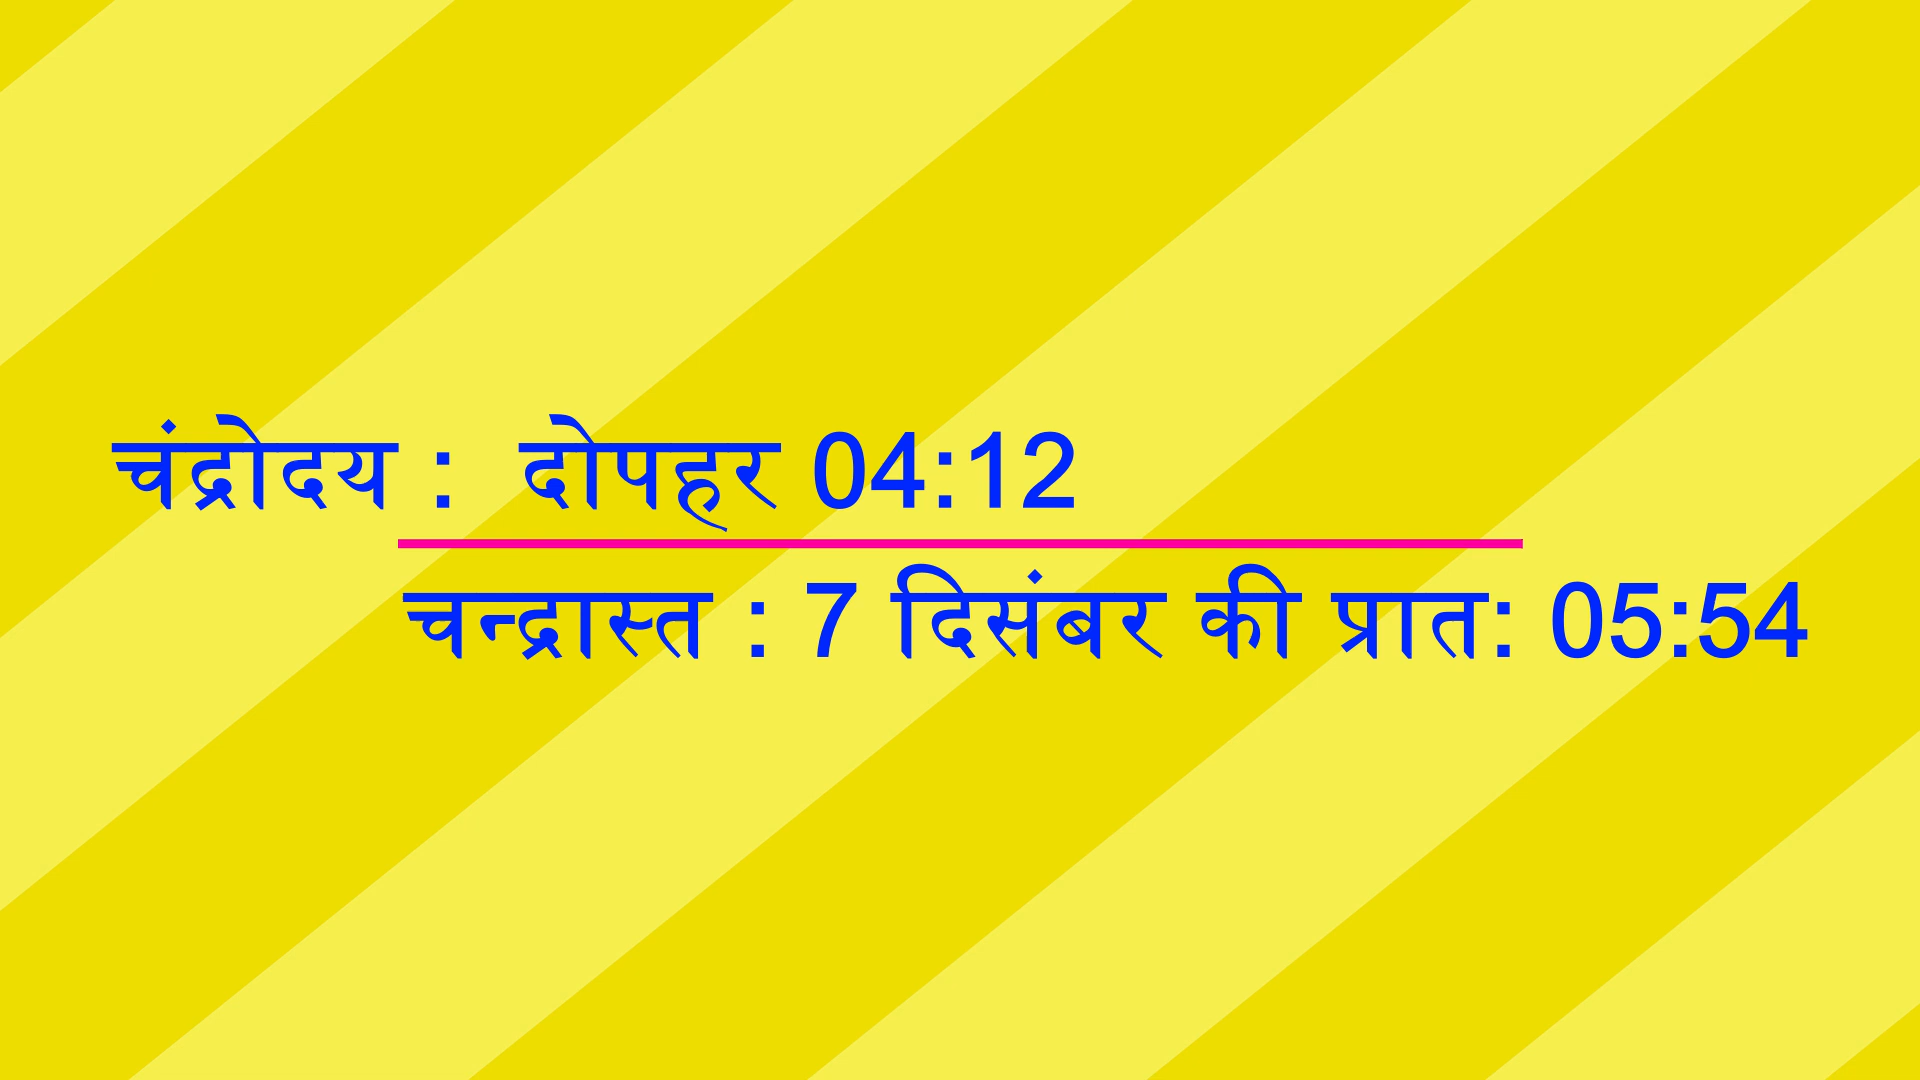 चंद्रोदय :  दोपहर 04:12
चन्द्रास्त : 7 दिसंबर की प्रात: 05:54